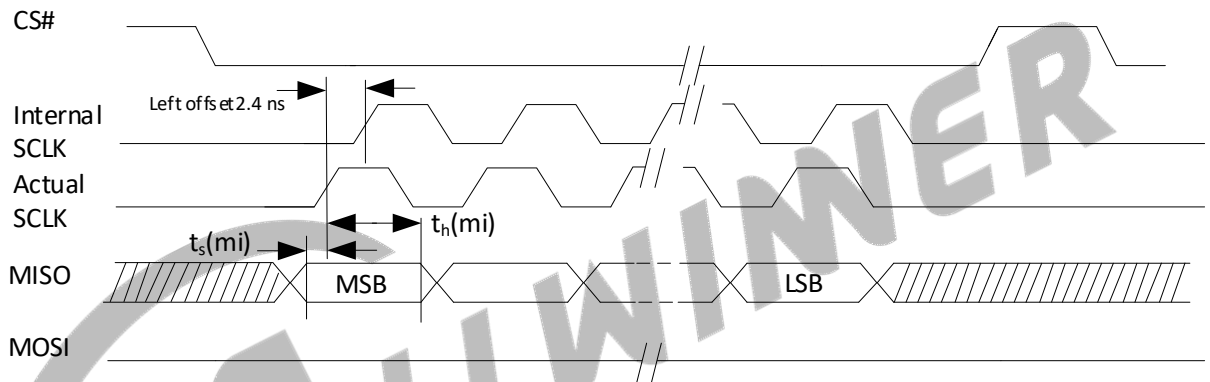 CS#
Left offset 2.4 ns
Internal
SCLK
Actual
SCLK
th(mi)
ts(mi)
MISO
MSB
LSB
MOSI
ALLWINNER